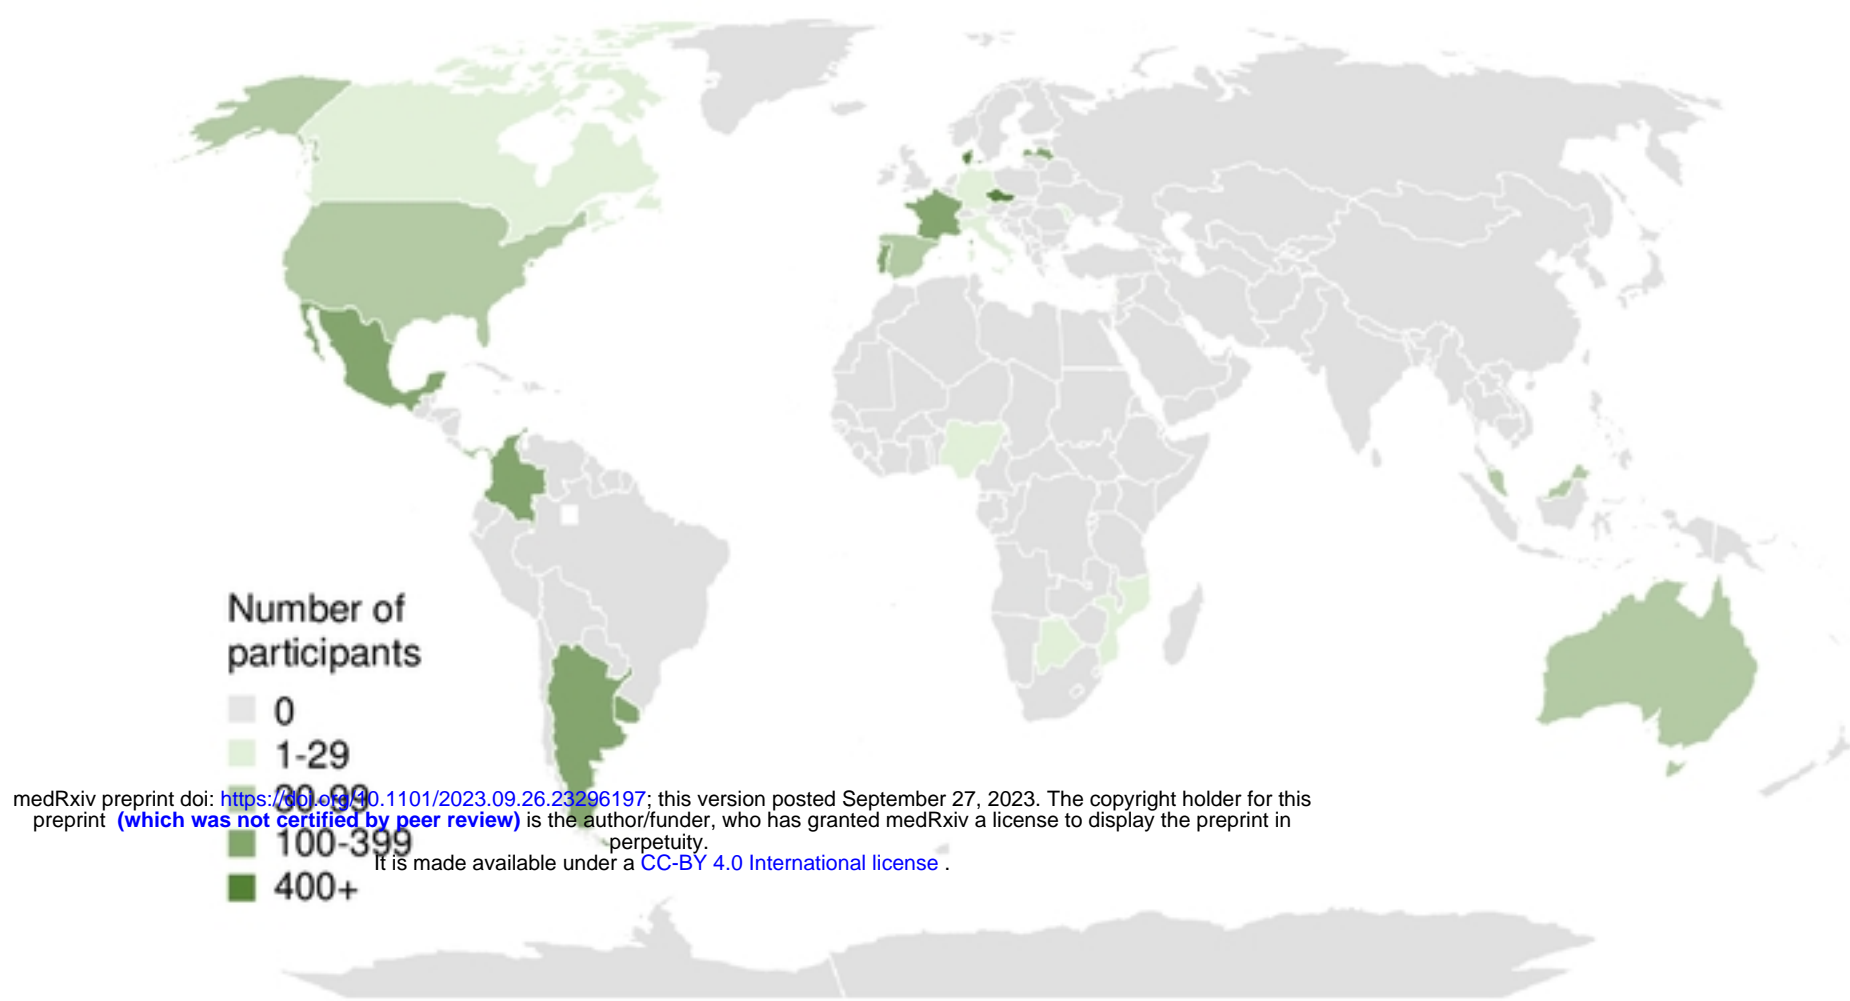 Number of
participants
0
1-29
30-99
medRxiv preprint doi: https://doi.org/10.1101/2023.09.26.23296197; this version posted September 27, 2023. The copyright holder for this
preprint (which was not certified by peer review) is the author/funder, who has granted medRxiv a license to display the preprint in
100-399
perpetuity.
It is made available under a CC-BY 4.0 International license .
400+